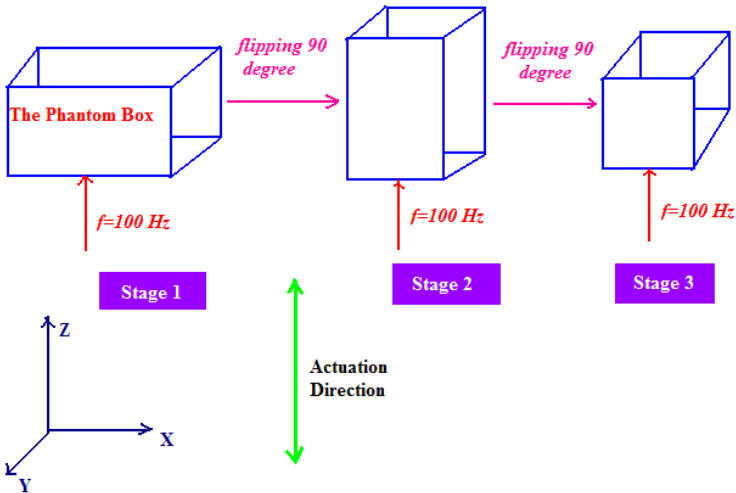 flipping 90
degree
flipping 90
degree
The Phantom Box
f=100 Hz
f=100 Hz
f=100 Hz
Stage 1
Stage 2
Stage 3
Z
X
Y
Actuation
Direction